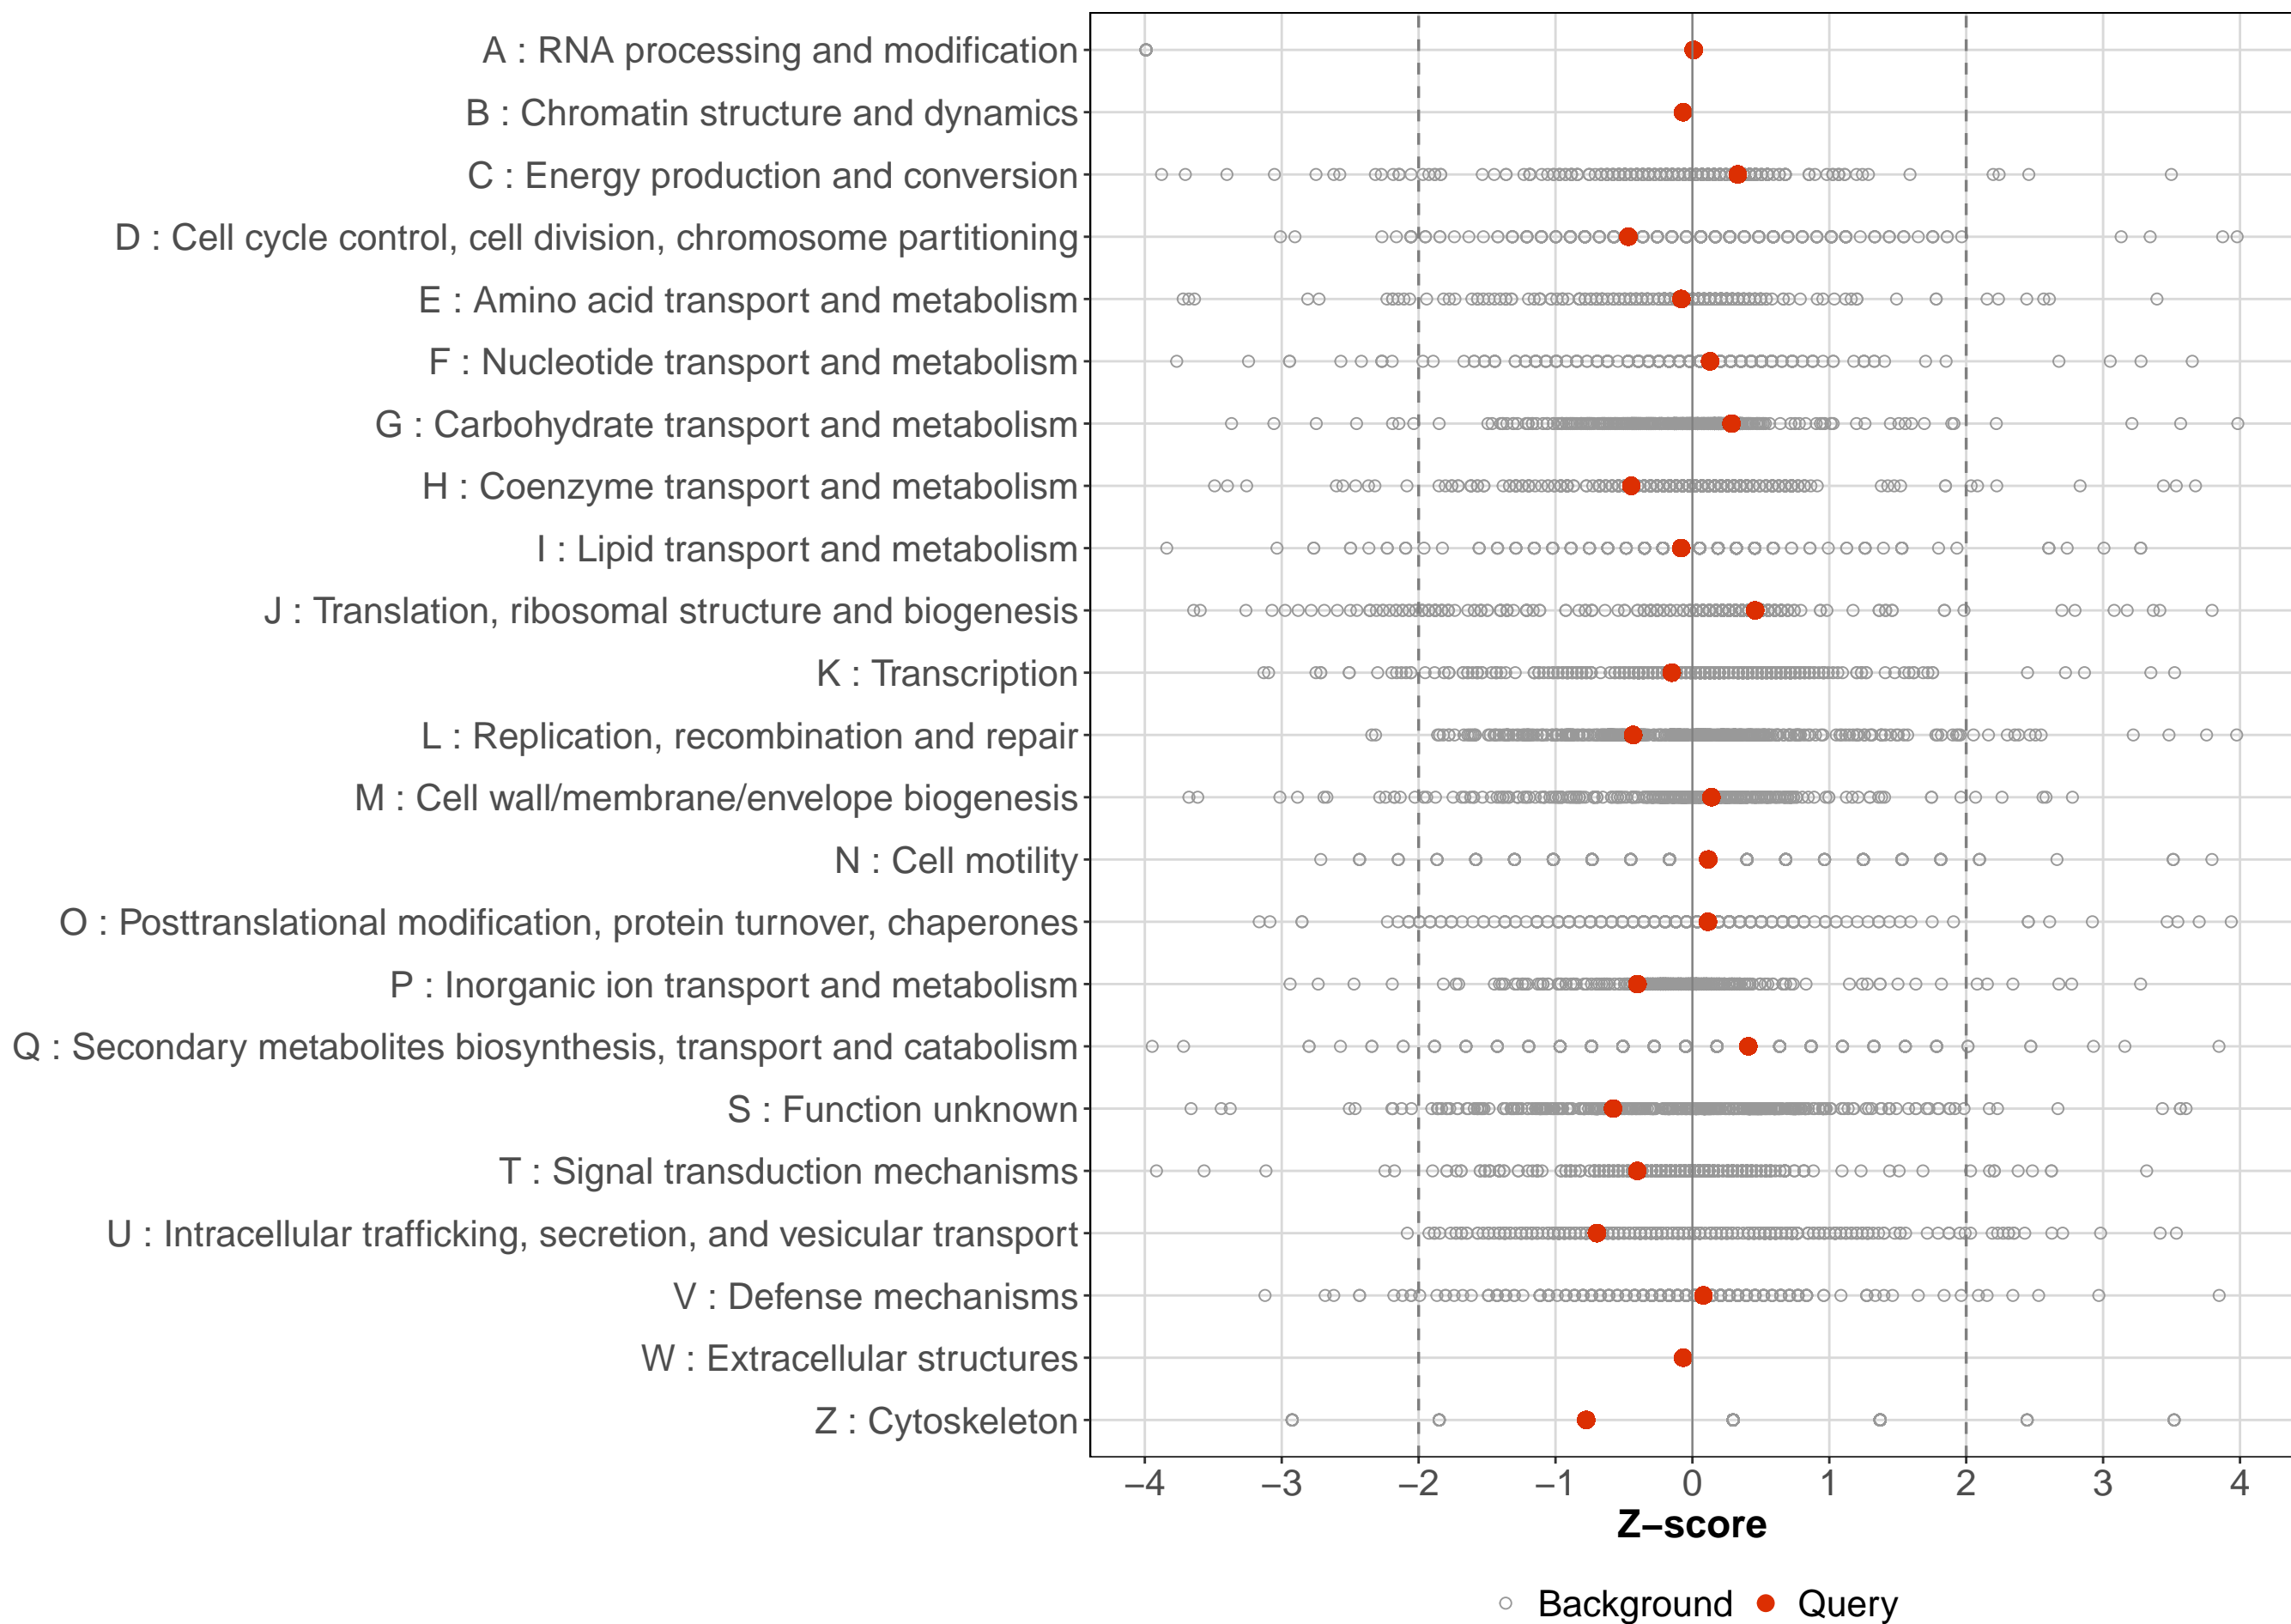 A : RNA processing and modification
B : Chromatin structure and dynamics
C : Energy production and conversion
D : Cell cycle control, cell division, chromosome partitioning
E : Amino acid transport and metabolism
F : Nucleotide transport and metabolism
G : Carbohydrate transport and metabolism
H : Coenzyme transport and metabolism
I : Lipid transport and metabolism
J : Translation, ribosomal structure and biogenesis
K : Transcription
L : Replication, recombination and repair
M : Cell wall/membrane/envelope biogenesis
N : Cell motility
O : Posttranslational modification, protein turnover, chaperones
P : Inorganic ion transport and metabolism
Q : Secondary metabolites biosynthesis, transport and catabolism
S : Function unknown
T : Signal transduction mechanisms
U : Intracellular trafficking, secretion, and vesicular transport
V : Defense mechanisms
W : Extracellular structures
Z : Cytoskeleton
−4 −3 −2 −1 0 1 2 3 4
Z−score
Background Query